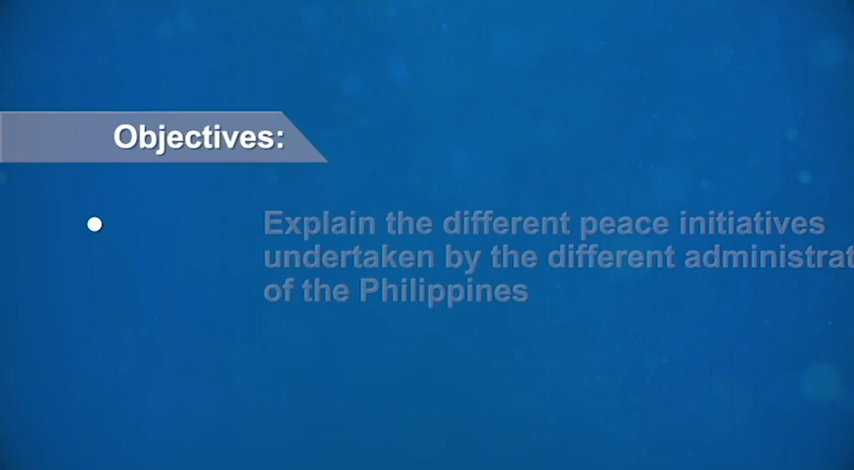 Objectives:
Explain the different peace initiatives
undertaken by the different administrat
of the Philippines